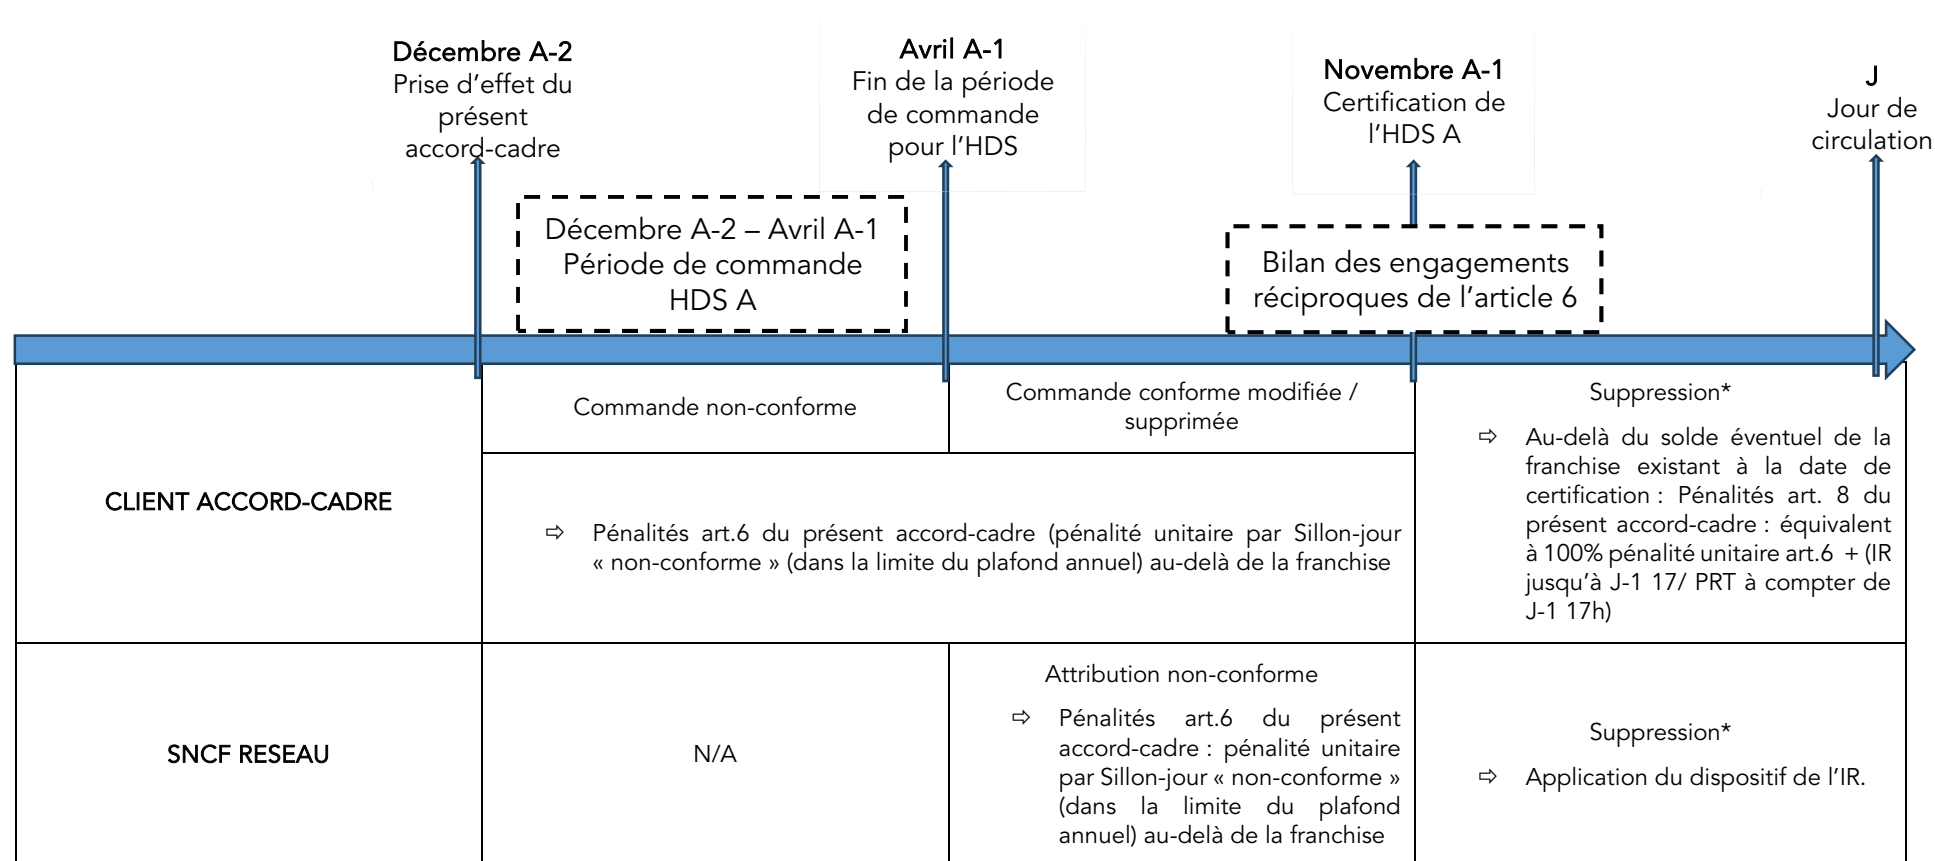 Décembre A-2
Prise d'effet du
présent
accord-cadre
Avril A-1
Fin de la période
de commande
pour l'HDS
Novembre A-1
Certification de
l'HDS A
J
Jour de
circulation
Décembre A-2 – Avril A-1
Période de commande
HDS A
Bilan des engagements
réciproques de l'article 6
CLIENT ACCORD-CADRE
Commande non-conforme
Commande conforme modifiée /
supprimée
⇨ Pénalités art.6 du présent accord-cadre (pénalité unitaire par Sillon-jour
« non-conforme » (dans la limite du plafond annuel) au-delà de la franchise
Suppression*
⇨ Au-delà du solde éventuel de la
franchise existant à la date de
certification : Pénalités art. 8 du
présent accord-cadre : équivalent
à 100% pénalité unitaire art.6 + (IR
jusqu'à J-1 17/ PRT à compter de
J-1 17h)
SNCF RESEAU
N/A
Attribution non-conforme
⇨ Pénalités art.6 du présent
accord-cadre : pénalité unitaire
par Sillon-jour « non-conforme »
(dans la limite du plafond
annuel) au-delà de la franchise
Suppression*
⇨ Application du dispositif de l'IR.